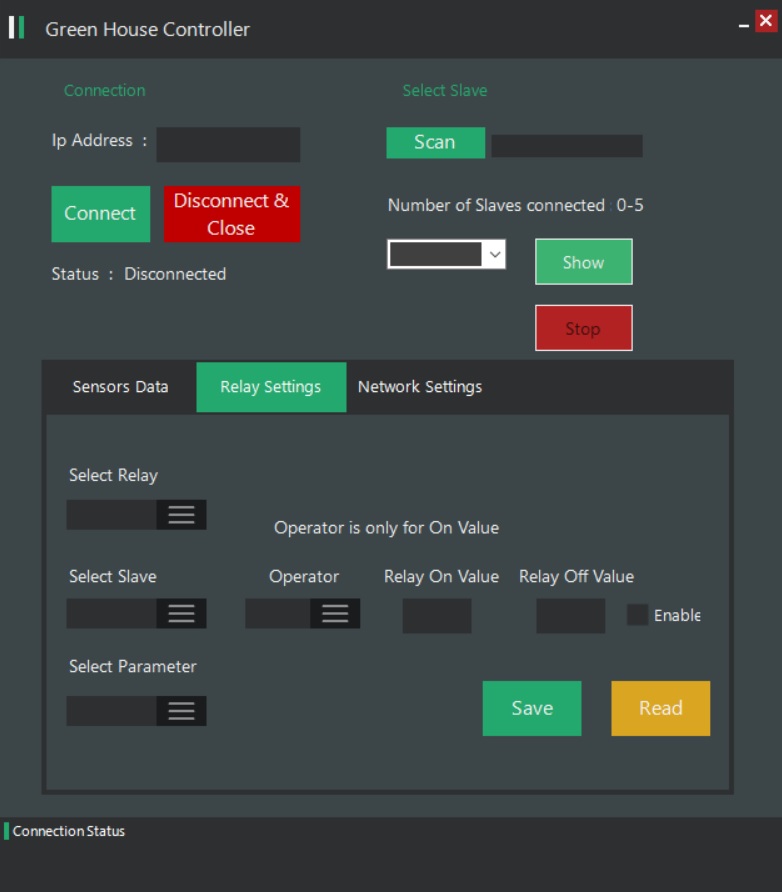 Green House Controller
Connection
Select Slave
Ip Address :
Scan
Connect
Disconnect &
Close
Number of Slaves connected : 0-5
Status : Disconnected
Show
Stop
Sensors Data
Relay Settings
Network Settings
Select Relay
Operator is only for On Value
Select Slave
Operator
Relay On Value
Relay Off Value
Enable
Select Parameter
Save
Read
Connection Status